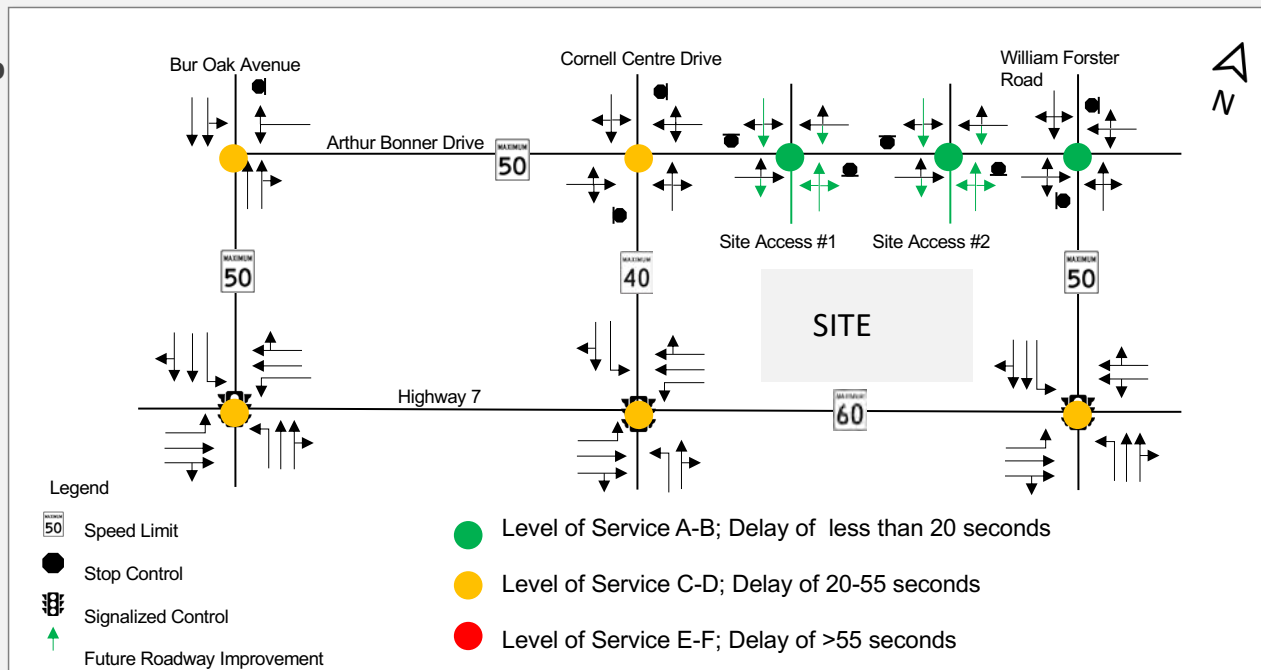 Bur Oak Avenue
Cornell Centre Drive
William Forster
Road
N
Arthur Bonner Drive
MAXIMUM
50
Site Access #1
Site Access #2
MAXIMUM
50
MAXIMUM
40
MAXIMUM
50
SITE
Highway 7
MAXIMUM
60
Legend
MAXIMUM
50
Speed Limit
Stop Control
Signalized Control
Future Roadway Improvement
Level of Service A-B; Delay of less than 20 seconds
Level of Service C-D; Delay of 20-55 seconds
Level of Service E-F; Delay of >55 seconds